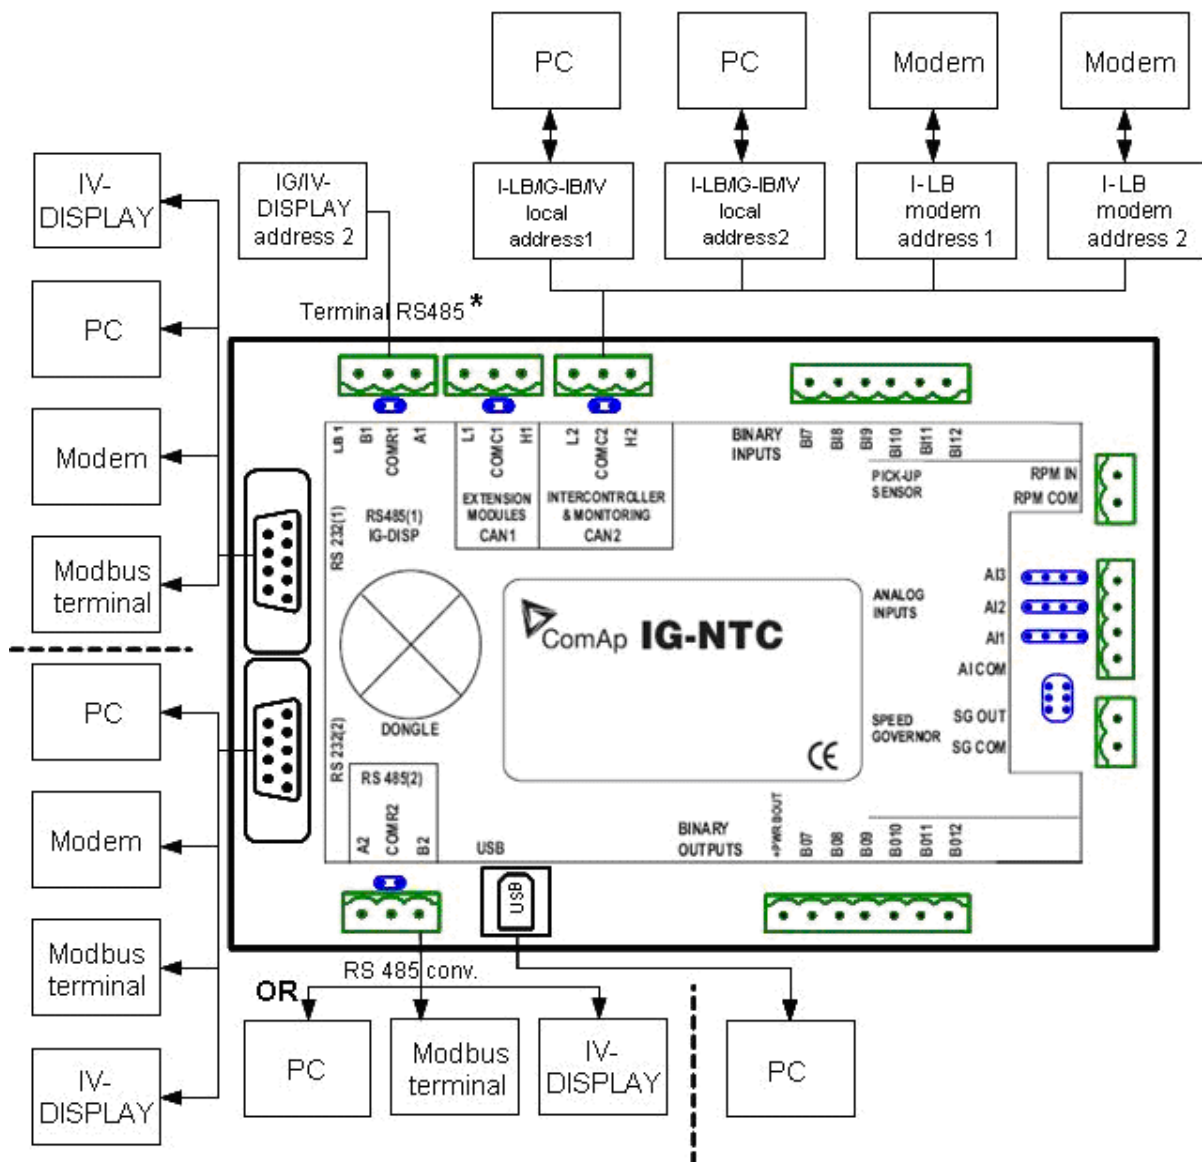 PC
PC
Modem
Modem
IV-
DISPLAY
IG/IV-
DISPLAY
address 2
I-LB/IG-IB/IV
local
address1
I-LB/IG-IB/IV
local
address2
I-LB
modem
address 1
I-LB
modem
address 2
PC
Terminal RS485 *
Modem
Modbus
terminal
LB 1
B1
COMR1
A1
L1
COMC1
H1
L2
COMC2
H2
BINARY
INPUTS
BI7
BI8
BI9
BI10
BI11
BI12
PICK-UP
SENSOR
RPM IN
RPM COM
RS 232(1)
RS485(1)
IG-DISP
EXTENSION
MODULES
CAN1
INTERCONTROLLER
& MONITORING
CAN2
ANALOG
INPUTS
AI3
AI2
AI1
AI COM
ComAp IG-NTC
DONGLE
SPEED
GOVERNOR
SG OUT
SG COM
CE
PC
Modem
Modbus
terminal
IV-
DISPLAY
RS 232(2)
RS 485(2)
A2
COMR2
B2
USB
BINARY
OUTPUTS
+PWR BOUT
B07
B08
B09
B010
B011
B012
USB
RS 485 conv.
OR
PC
Modbus
terminal
IV-
DISPLAY
PC